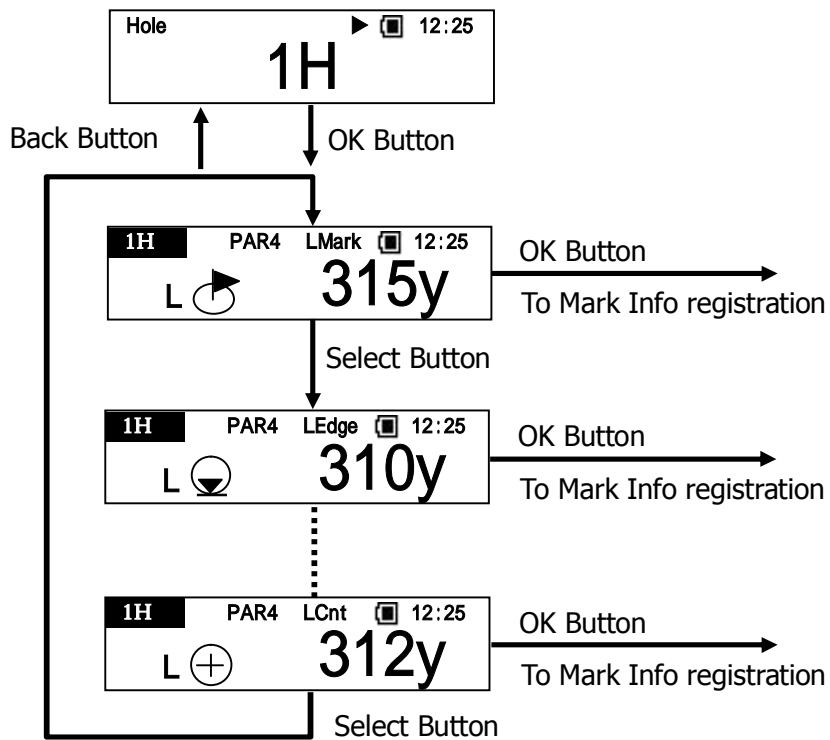 Hole 12:25
1H
Back Button
OK Button
1H PAR4 LMark 12:25
L 315y
OK Button
To Mark Info registration
Select Button
1H PAR4 LEdge 12:25
L 310y
OK Button
To Mark Info registration
1H PAR4 LCnt 12:25
L 312y
OK Button
To Mark Info registration
Select Button